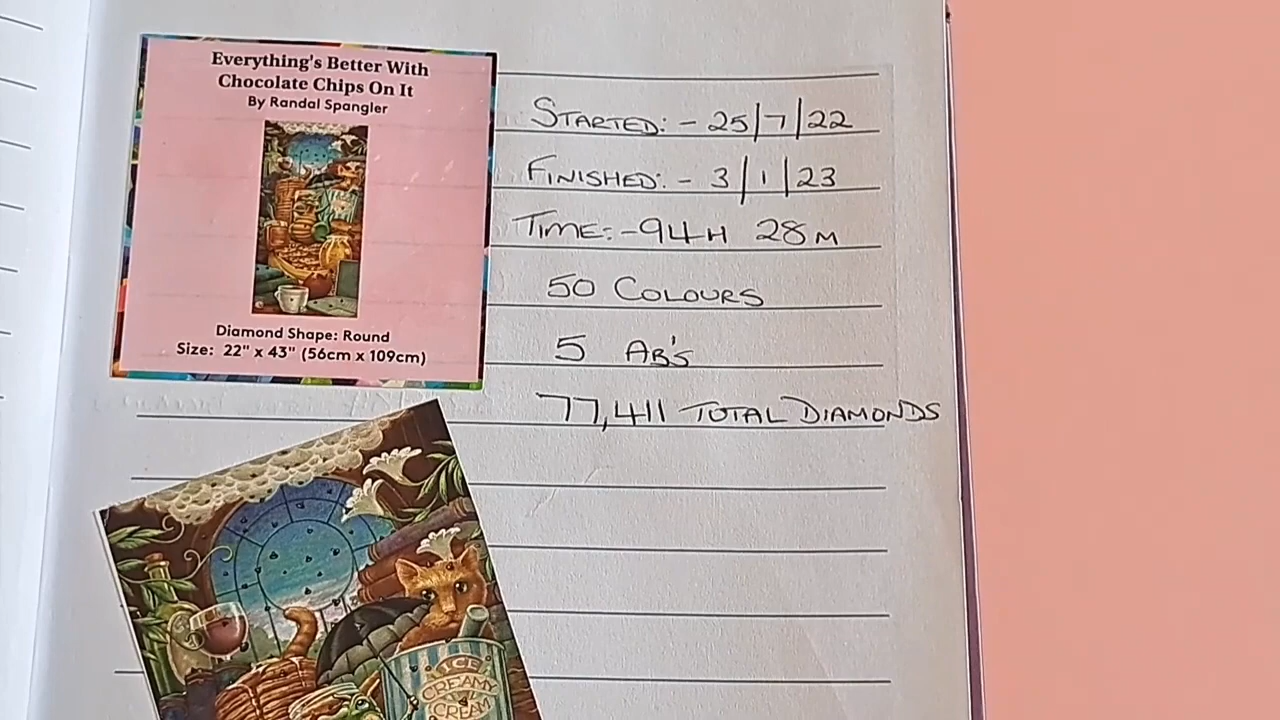 Everything's Better With
Chocolate Chips On It
By Randal Spangler
Diamond Shape: Round
Size: 22" x 43" (56cm x 109cm)
STARTED: - 25/7/22
FINISHED: - 3/1/23
TIME: - 94H 28M
50 COLOURS
5 AB'S
77,411 TOTAL DIAMONDS
ICE
CREAMY
CREAM